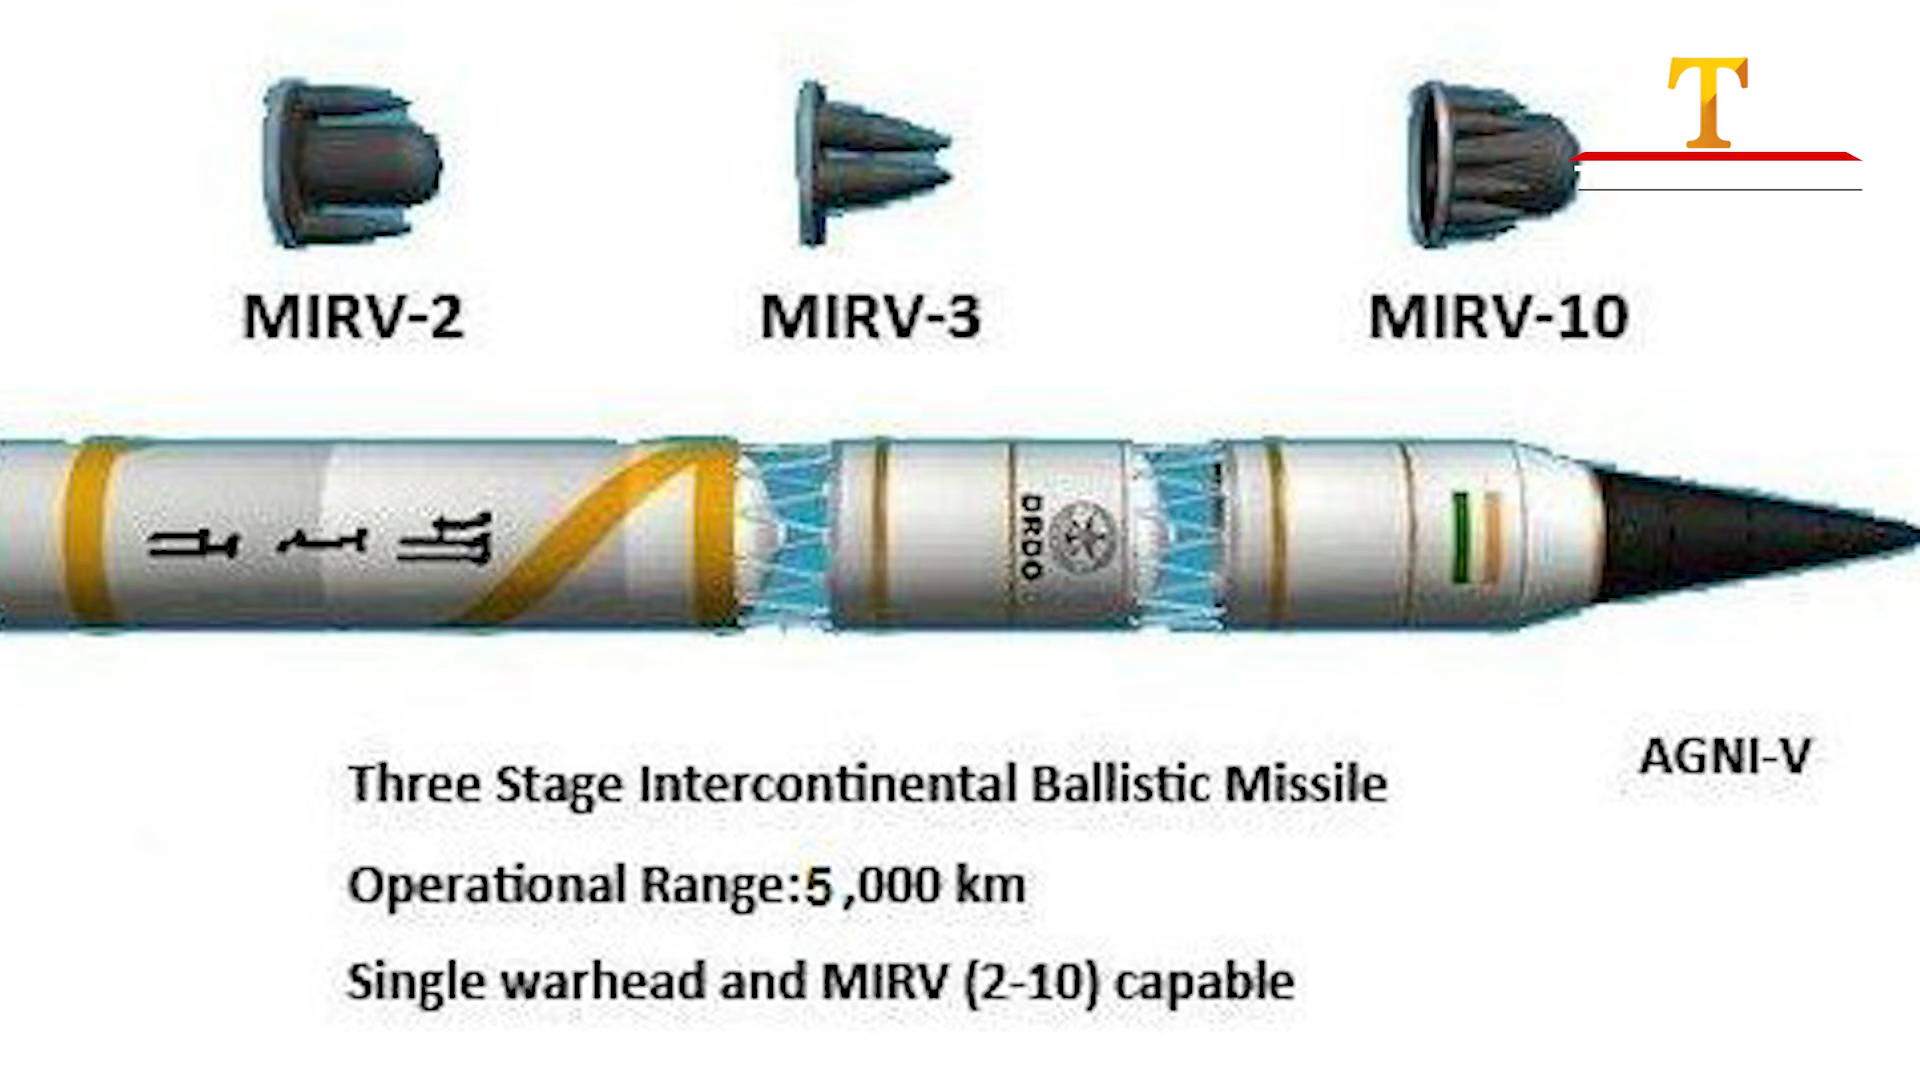 T
MIRV-2
MIRV-3
MIRV-10
DRDO
AGNI-V
Three Stage Intercontinental Ballistic Missile
Operational Range:5,000 km
Single warhead and MIRV (2-10) capable